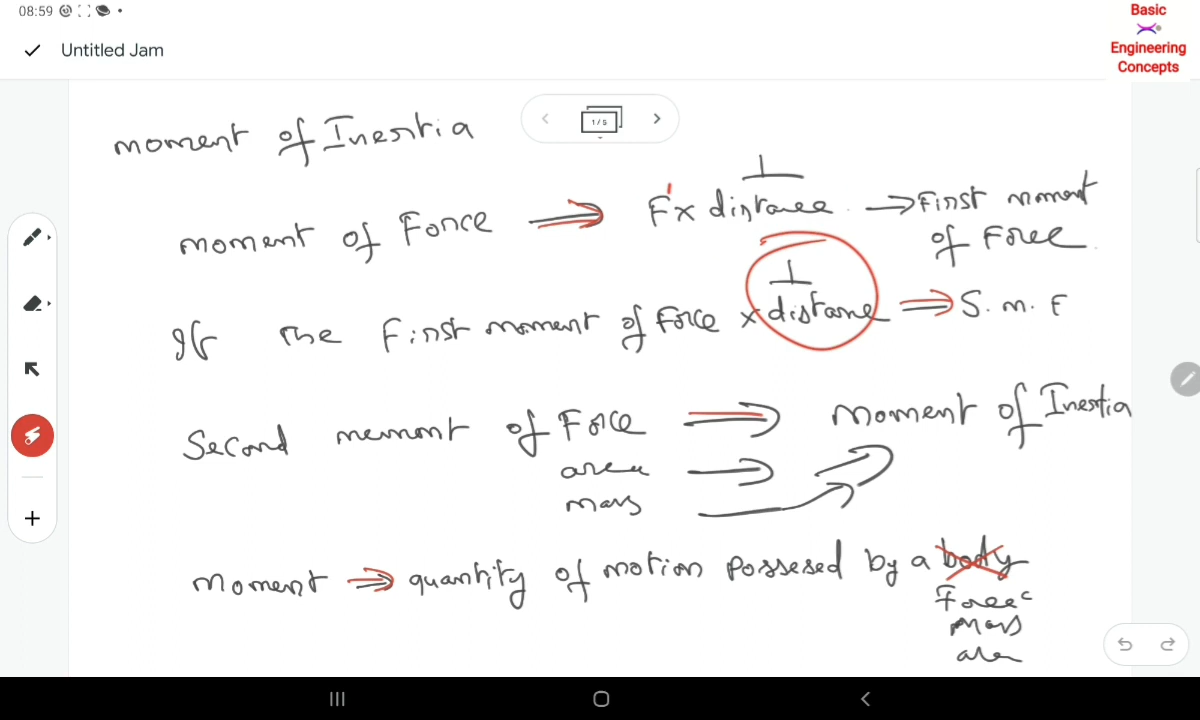 08:59
Basic
Engineering
Concepts
Untitled Jam
1 / 5
moment of Inertia
moment of Force ⟹ F x ⊥ distance → First moment
of Force
If the First moment of Force x ⊥ distane ⟹ S. m. F
Second memont of Force ⟹ moment of Inertia
area
mass
moment ⟹ quantity of motion possesed by a body
Force
mass
area